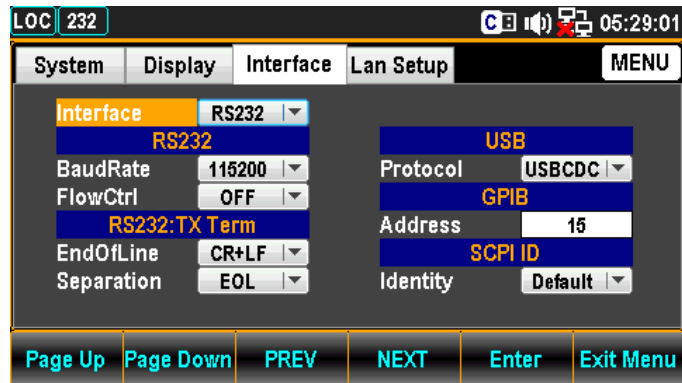 LOC 232 C 05:29:01
System Display Interface Lan Setup MENU
Interface RS232
RS232 USB
BaudRate 115200 Protocol USBCDC
FlowCtrl OFF GPIB
RS232:TX Term Address 15
EndOfLine CR+LF SCPI ID
Separation EOL Identity Default
Page Up Page Down PREV NEXT Enter Exit Menu